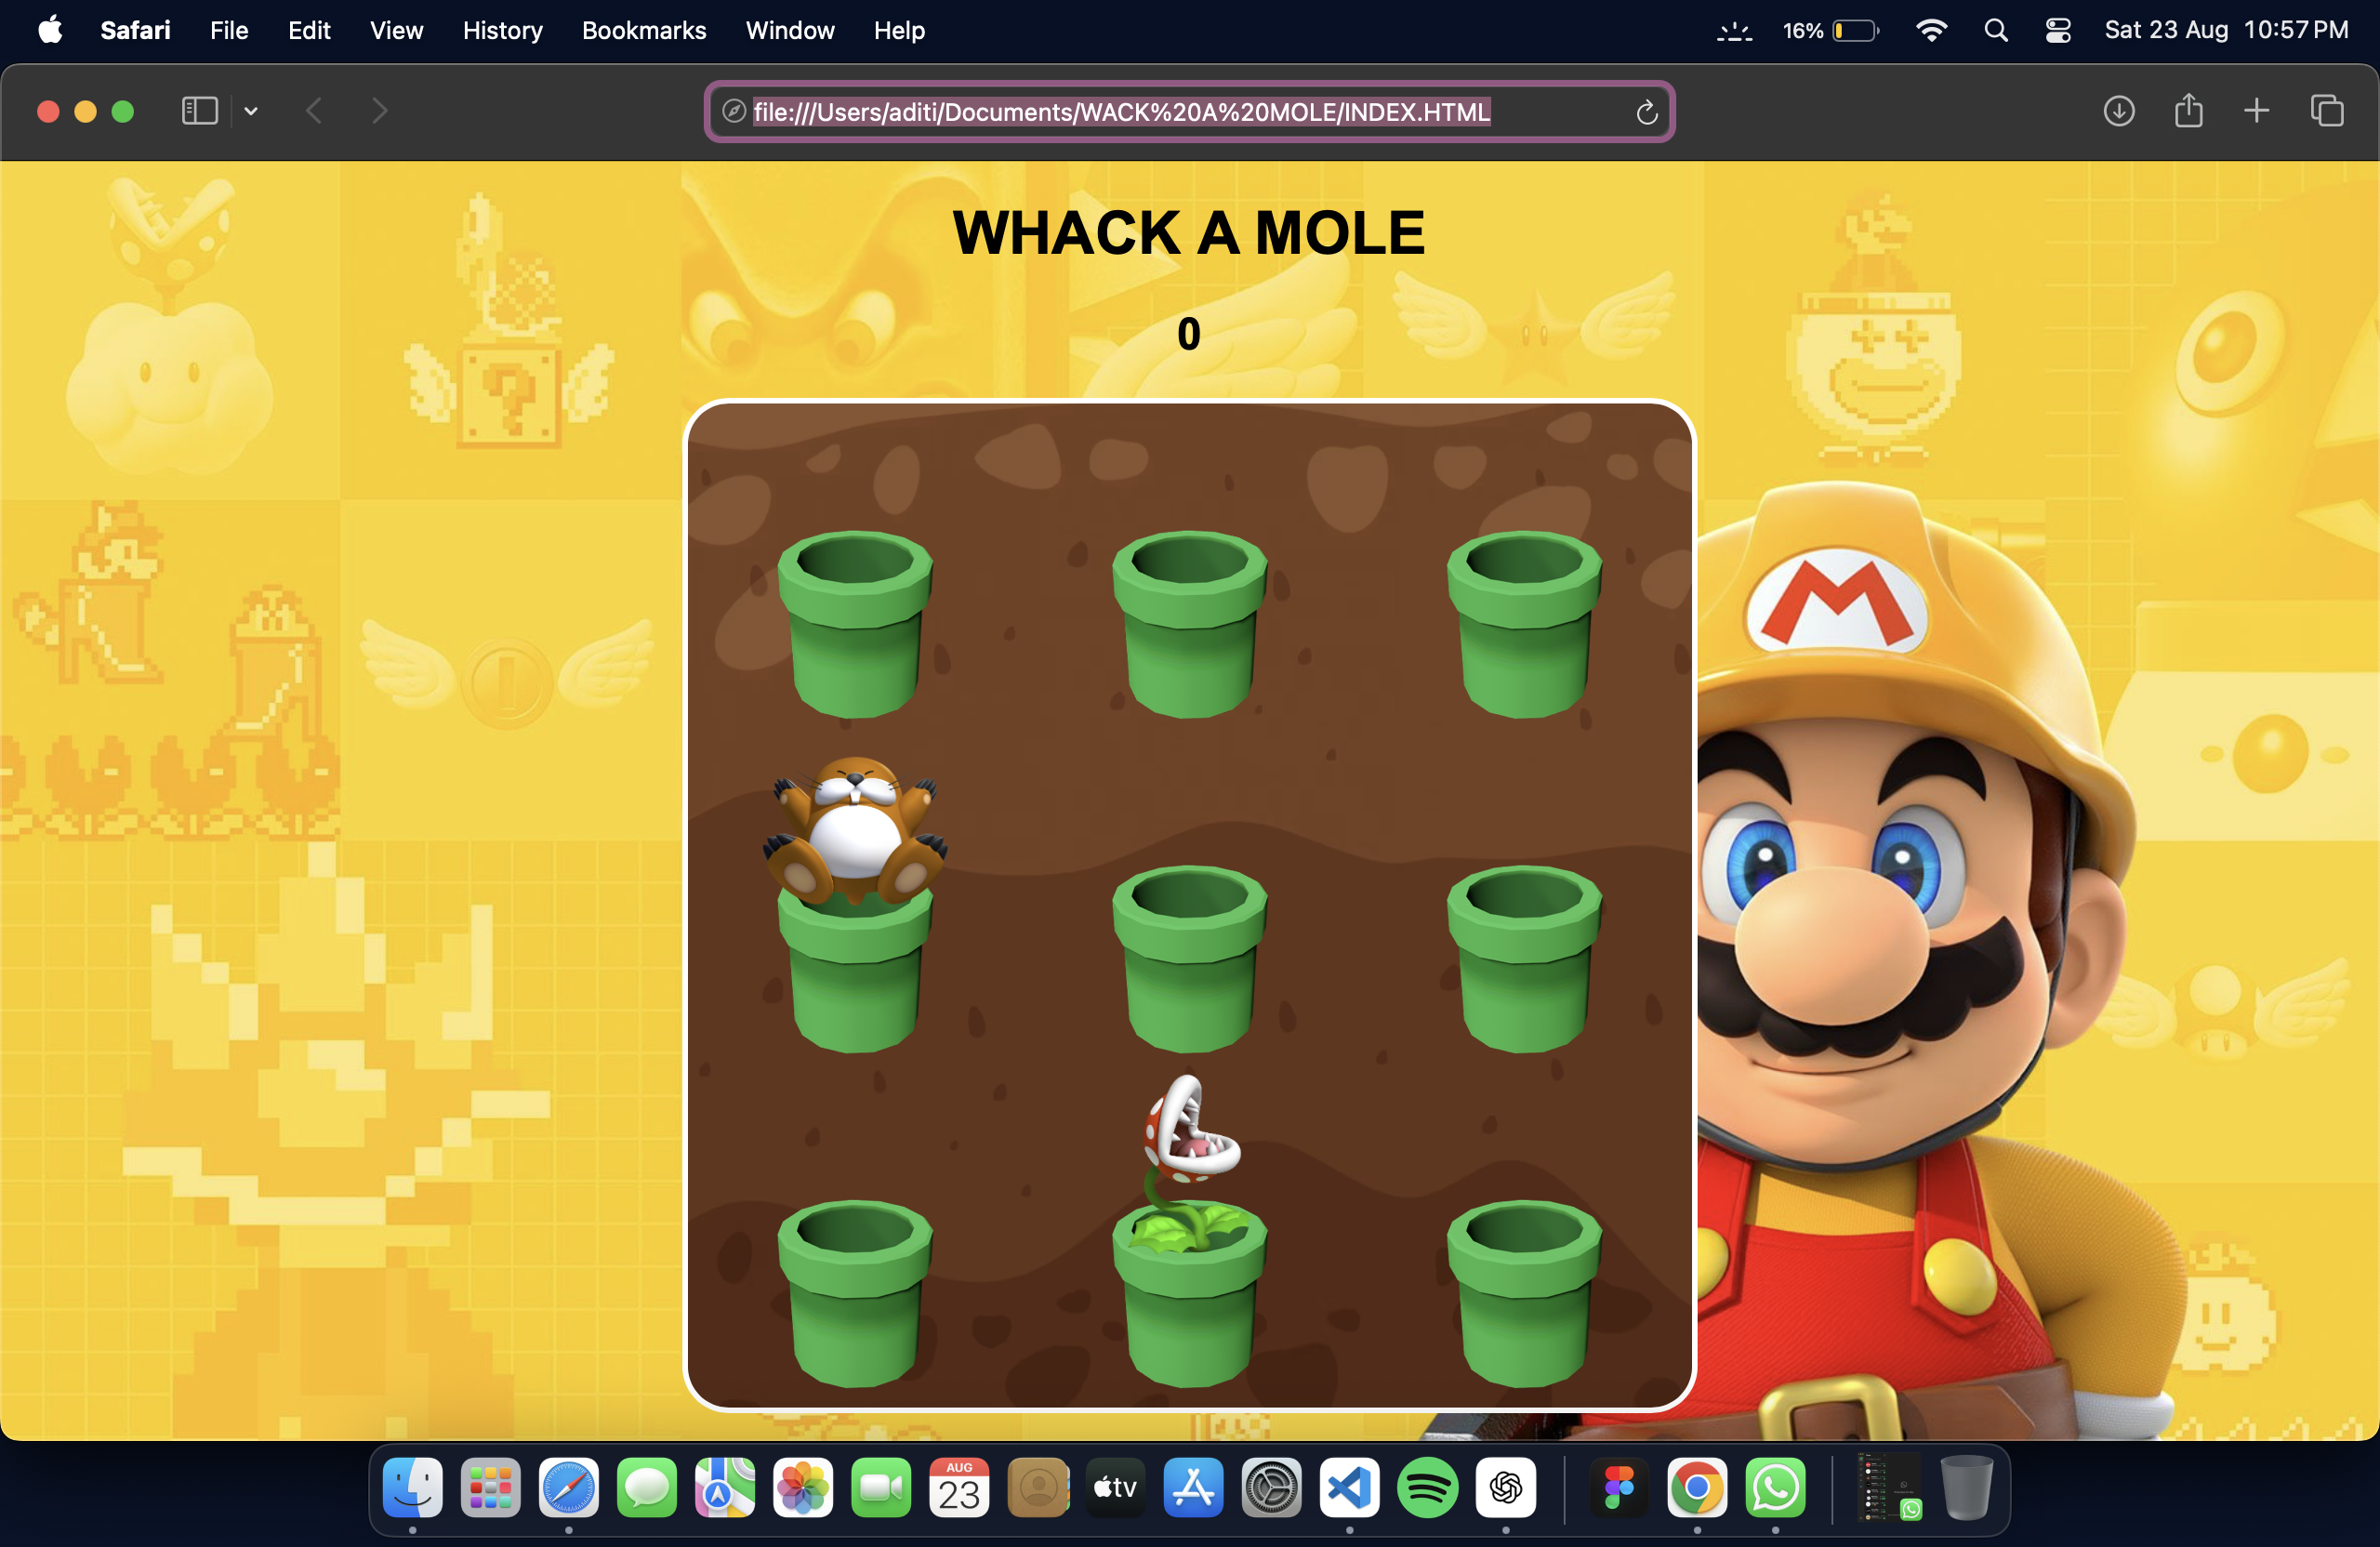 Safari File Edit View History Bookmarks Window Help 16% Sat 23 Aug 10:57 PM
file:///Users/aditi/Documents/WACK%20A%20MOLE/INDEX.HTML
WHACK A MOLE
0
?
M
AUG
23
tv